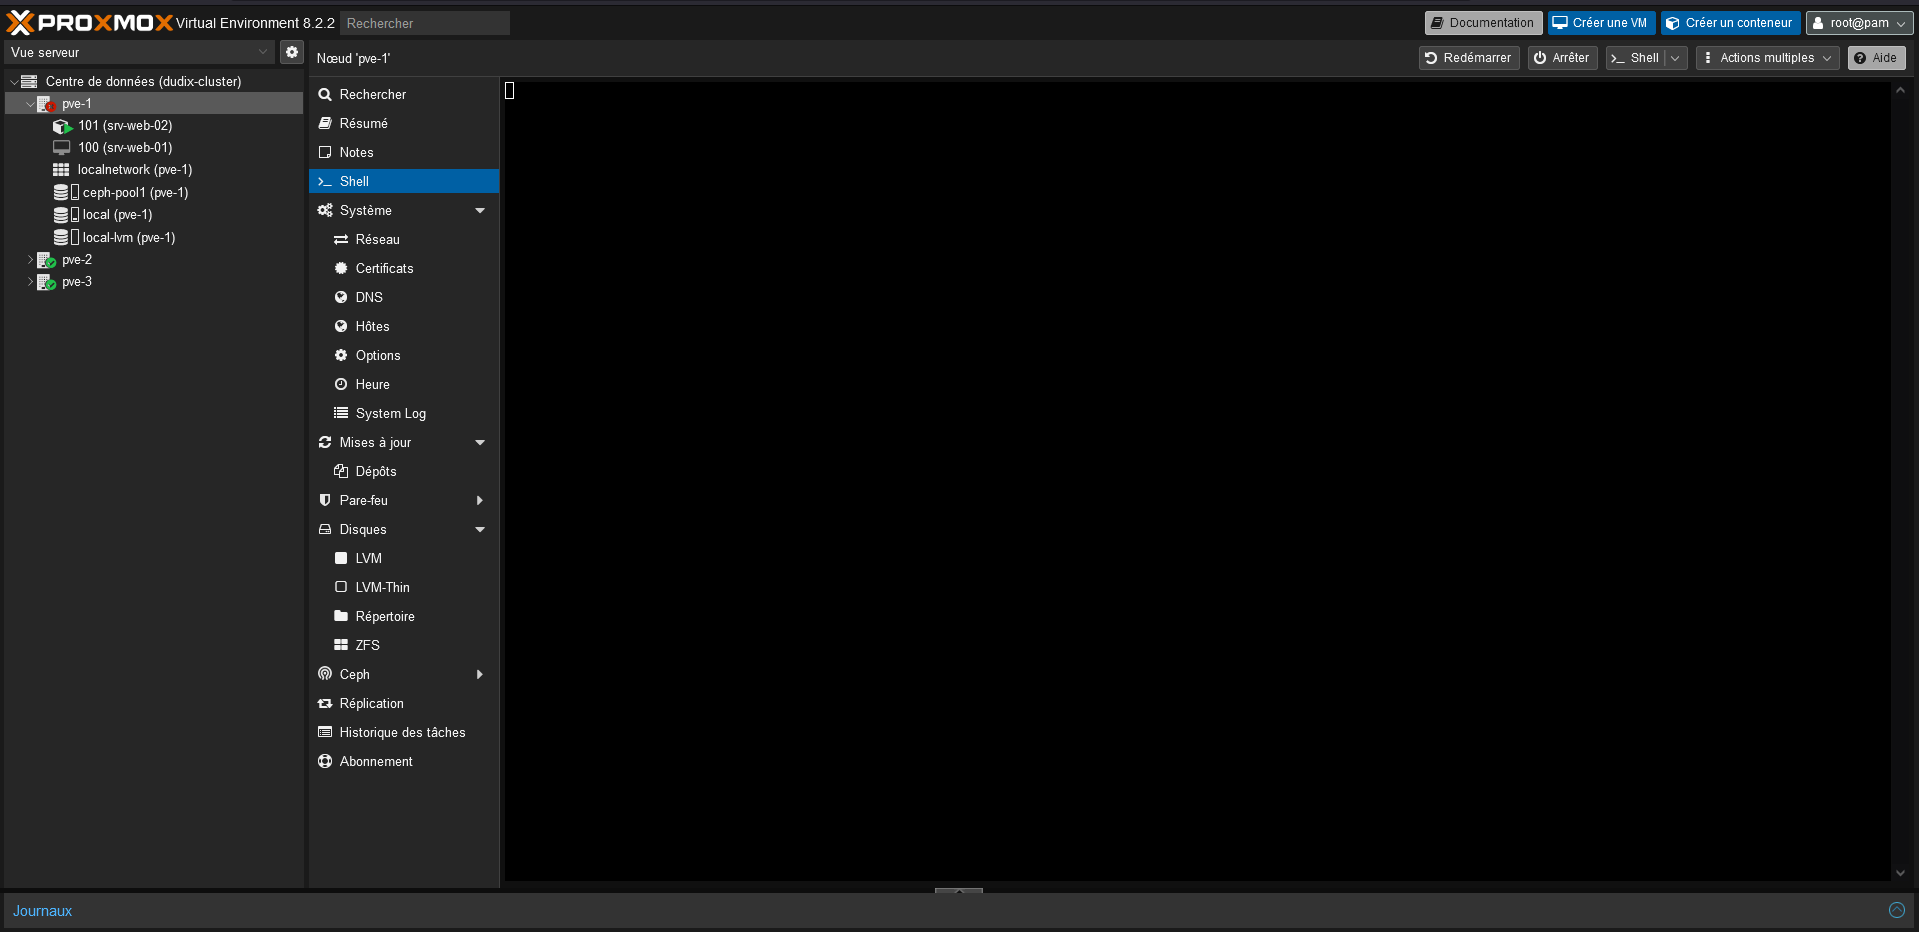 PROXMOX Virtual Environment 8.2.2 Rechercher Documentation Créer une VM Créer un conteneur root@pam
Vue serveur
Nœud 'pve-1' Redémarrer Arrêter Shell Actions multiples Aide
Centre de données (dudix-cluster)
pve-1
101 (srv-web-02)
100 (srv-web-01)
localnetwork (pve-1)
ceph-pool1 (pve-1)
local (pve-1)
local-lvm (pve-1)
pve-2
pve-3
Rechercher
Résumé
Notes
Shell
Système
Réseau
Certificats
DNS
Hôtes
Options
Heure
System Log
Mises à jour
Dépôts
Pare-feu
Disques
LVM
LVM-Thin
Répertoire
ZFS
Ceph
Réplication
Historique des tâches
Abonnement
Journaux